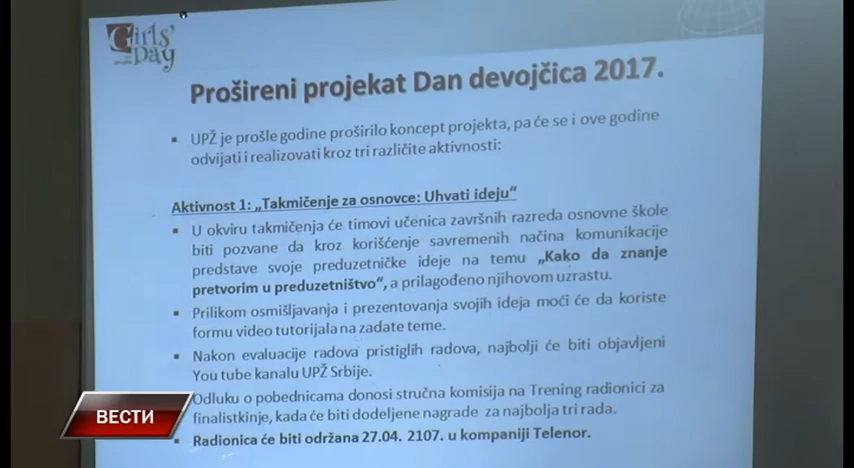 Girls'
Day
Prošireni projekat Dan devojčica 2017.
▪ UPŽ je prošle godine proširilo koncept projekta, pa će se i ove godine
odvijati i realizovati kroz tri različite aktivnosti:
Aktivnost 1: „Takmičenje za osnovce: Uhvati ideju“
▪ U okviru takmičenja će timovi učenica završnih razreda osnovne škole
biti pozvane da kroz korišćenje savremenih načina komunikacije
predstave svoje preduzetničke ideje na temu „Kako da znanje
pretvorim u preduzetništvo“, a prilagođeno njihovom uzrastu.
▪ Prilikom osmišljavanja i prezentovanja svojih ideja moći će da koriste
formu video tutorijala na zadate teme.
▪ Nakon evaluacije radova pristiglih radova, najbolji će biti objavljeni
You tube kanalu UPŽ Srbije.
Odluku o pobednicama donosi stručna komisija na Trening radionici za
finalistkinje, kada će biti dodeljene nagrade za najbolja tri rada.
▪ Radionica će biti održana 27.04. 2107. u kompaniji Telenor.
ВЕСТИ